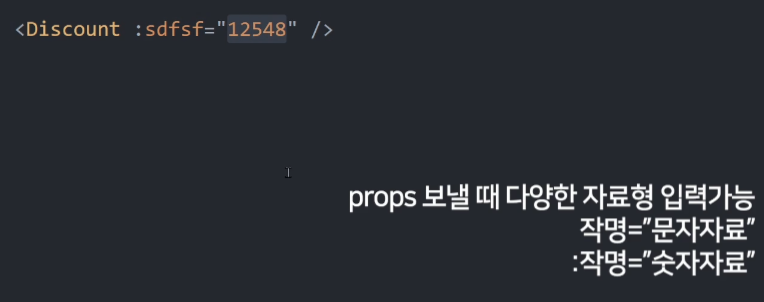 <Discount :sdfsf="12548" />
props 보낼 때 다양한 자료형 입력가능
작명="문자자료"
:작명="숫자자료"